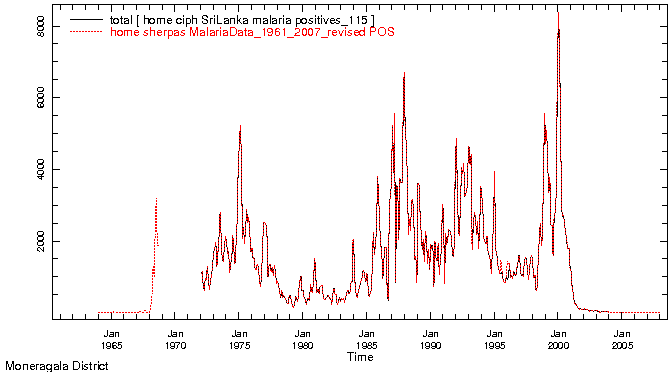 total [ home ciph SriLanka malaria positives_115 ]
home sherpas MalariaData_1961_2007_revised POS
8000
6000
4000
2000
Jan Jan Jan Jan Jan Jan Jan Jan Jan
1965 1970 1975 1980 1985 1990 1995 2000 2005
Time
Moneragala District